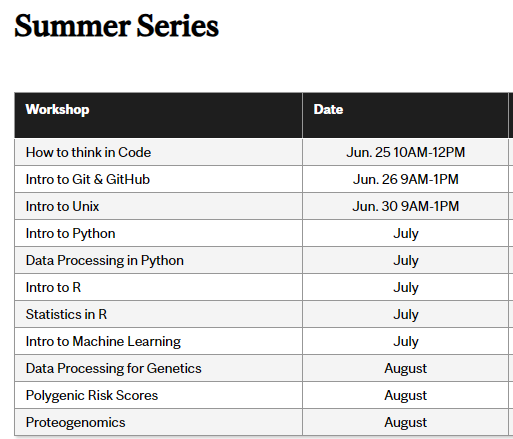 Summer Series
Workshop Date
How to think in Code Jun. 25 10AM-12PM
Intro to Git & GitHub Jun. 26 9AM-1PM
Intro to Unix Jun. 30 9AM-1PM
Intro to Python July
Data Processing in Python July
Intro to R July
Statistics in R July
Intro to Machine Learning July
Data Processing for Genetics August
Polygenic Risk Scores August
Proteogenomics August